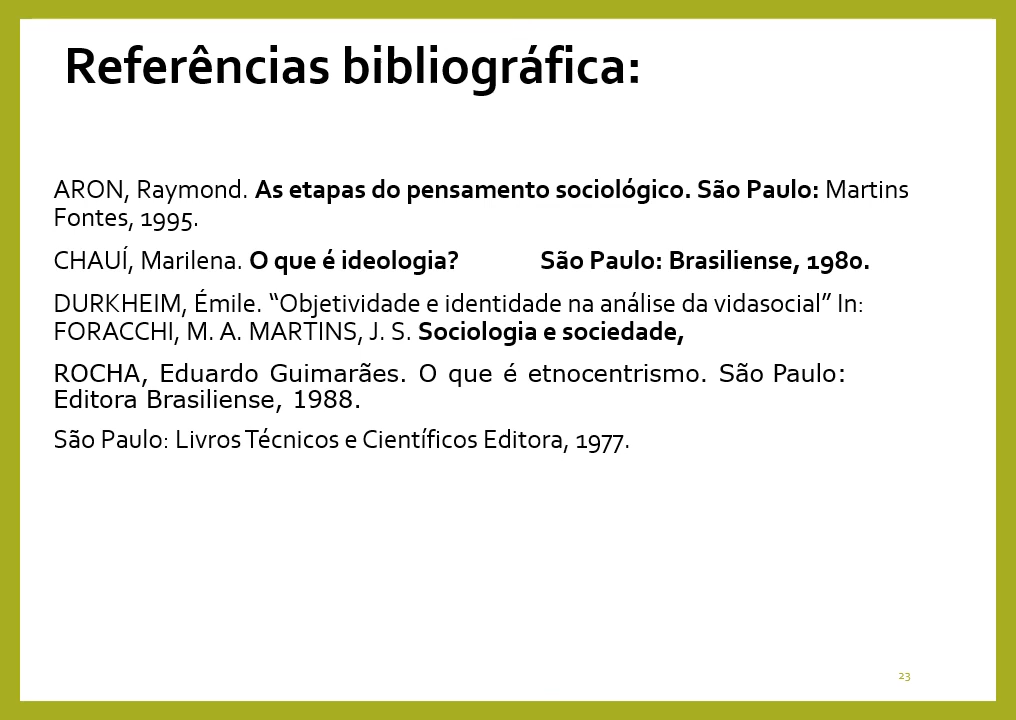 Referências bibliográfica:
ARON, Raymond. As etapas do pensamento sociológico. São Paulo: Martins
Fontes, 1995.
CHAUÍ, Marilena. O que é ideologia? São Paulo: Brasiliense, 1980.
DURKHEIM, Émile. “Objetividade e identidade na análise da vidasocial” In:
FORACCHI, M. A. MARTINS, J. S. Sociologia e sociedade,
ROCHA, Eduardo Guimarães. O que é etnocentrismo. São Paulo:
Editora Brasiliense, 1988.
São Paulo: Livros Técnicos e Científicos Editora, 1977.
23